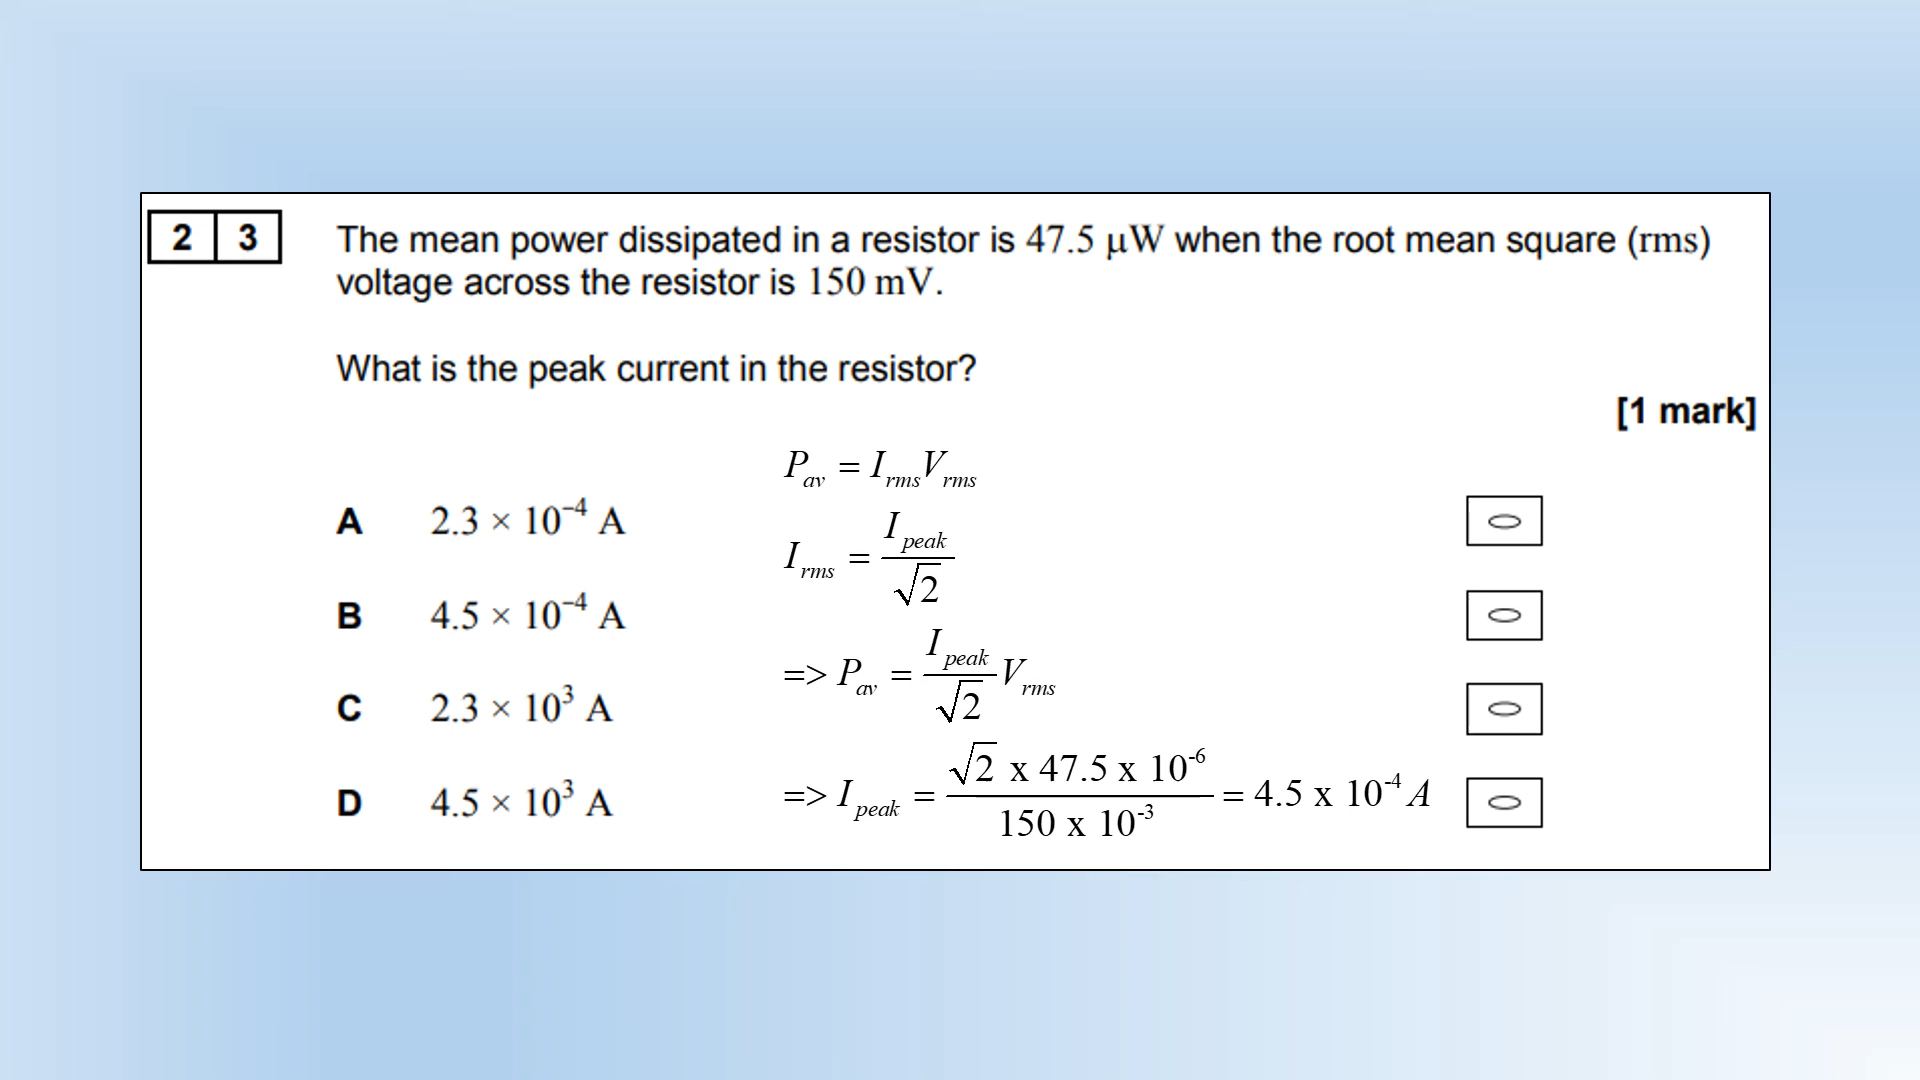 2 3
The mean power dissipated in a resistor is 47.5 µW when the root mean square (rms)
voltage across the resistor is 150 mV.
What is the peak current in the resistor?
[1 mark]
A 2.3 × 10⁻⁴ A
B 4.5 × 10⁻⁴ A
C 2.3 × 10³ A
D 4.5 × 10³ A
P_av = I_rms V_rms
I_rms = I_peak / √2
=> P_av = I_peak / √2 V_rms
=> I_peak = √2 x 47.5 x 10⁻⁶ / 150 x 10⁻³ = 4.5 x 10⁻⁴ A